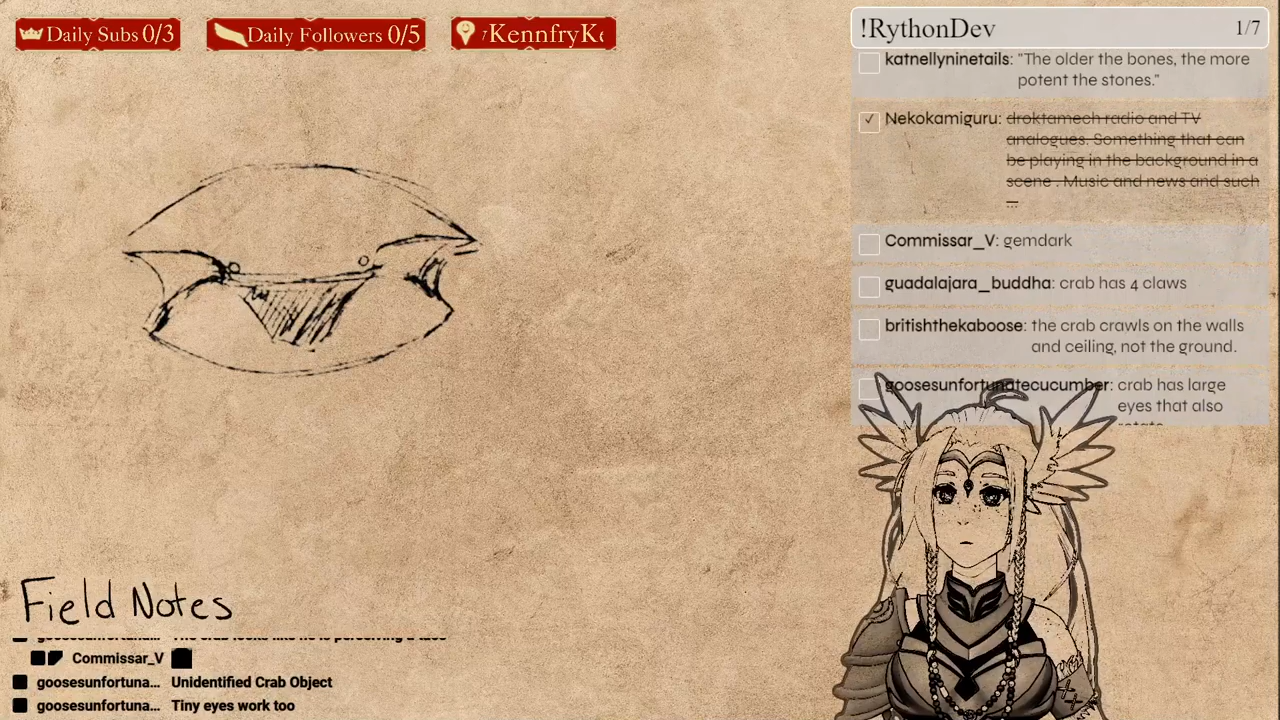 Daily Subs 0/3
Daily Followers 0/5
KennfryK
!RythonDev
1/7
katnellyninetails: "The older the bones, the more
potent the stones."
Nekokamiguru: droktamech radio and TV
analogues. Something that can
be playing in the background in a
scene . Music and news and such
...
Commissar_V: gemdark
guadalajara_buddha: crab has 4 claws
britishthekaboose: the crab crawls on the walls
and ceiling, not the ground.
goosesunfortunatecucumber: crab has large
eyes that also
Field Notes
Commissar_V
goosesunfortuna... Unidentified Crab Object
goosesunfortuna... Tiny eyes work too